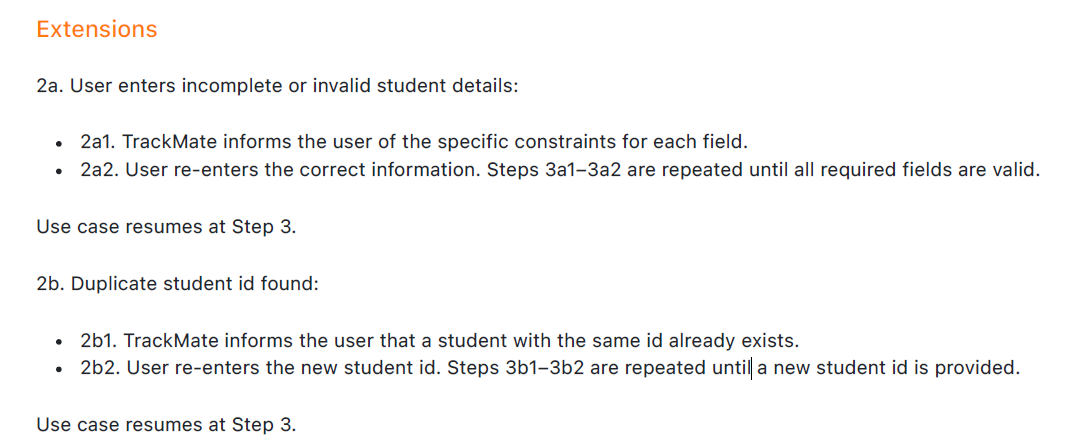 Extensions
2a. User enters incomplete or invalid student details:
• 2a1. TrackMate informs the user of the specific constraints for each field.
• 2a2. User re-enters the correct information. Steps 3a1–3a2 are repeated until all required fields are valid.
Use case resumes at Step 3.
2b. Duplicate student id found:
• 2b1. TrackMate informs the user that a student with the same id already exists.
• 2b2. User re-enters the new student id. Steps 3b1–3b2 are repeated until a new student id is provided.
Use case resumes at Step 3.